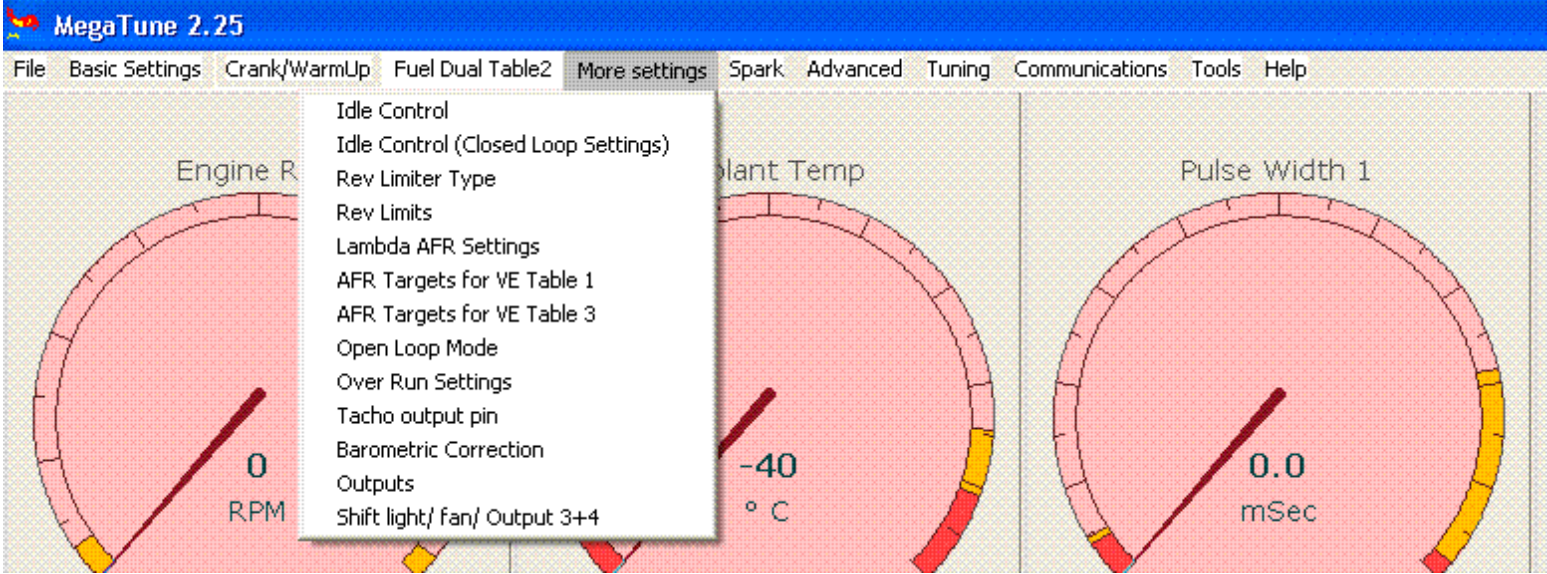 MegaTune 2.25
File Basic Settings Crank/WarmUp Fuel Dual Table2 More settings Spark Advanced Tuning Communications Tools Help
Idle Control
Idle Control (Closed Loop Settings)
Rev Limiter Type
Rev Limits
Lambda AFR Settings
AFR Targets for VE Table 1
AFR Targets for VE Table 3
Open Loop Mode
Over Run Settings
Tacho output pin
Barometric Correction
Outputs
Shift light/ fan/ Output 3+4
Engine R
0
RPM
lant Temp
-40
° C
Pulse Width 1
0.0
mSec